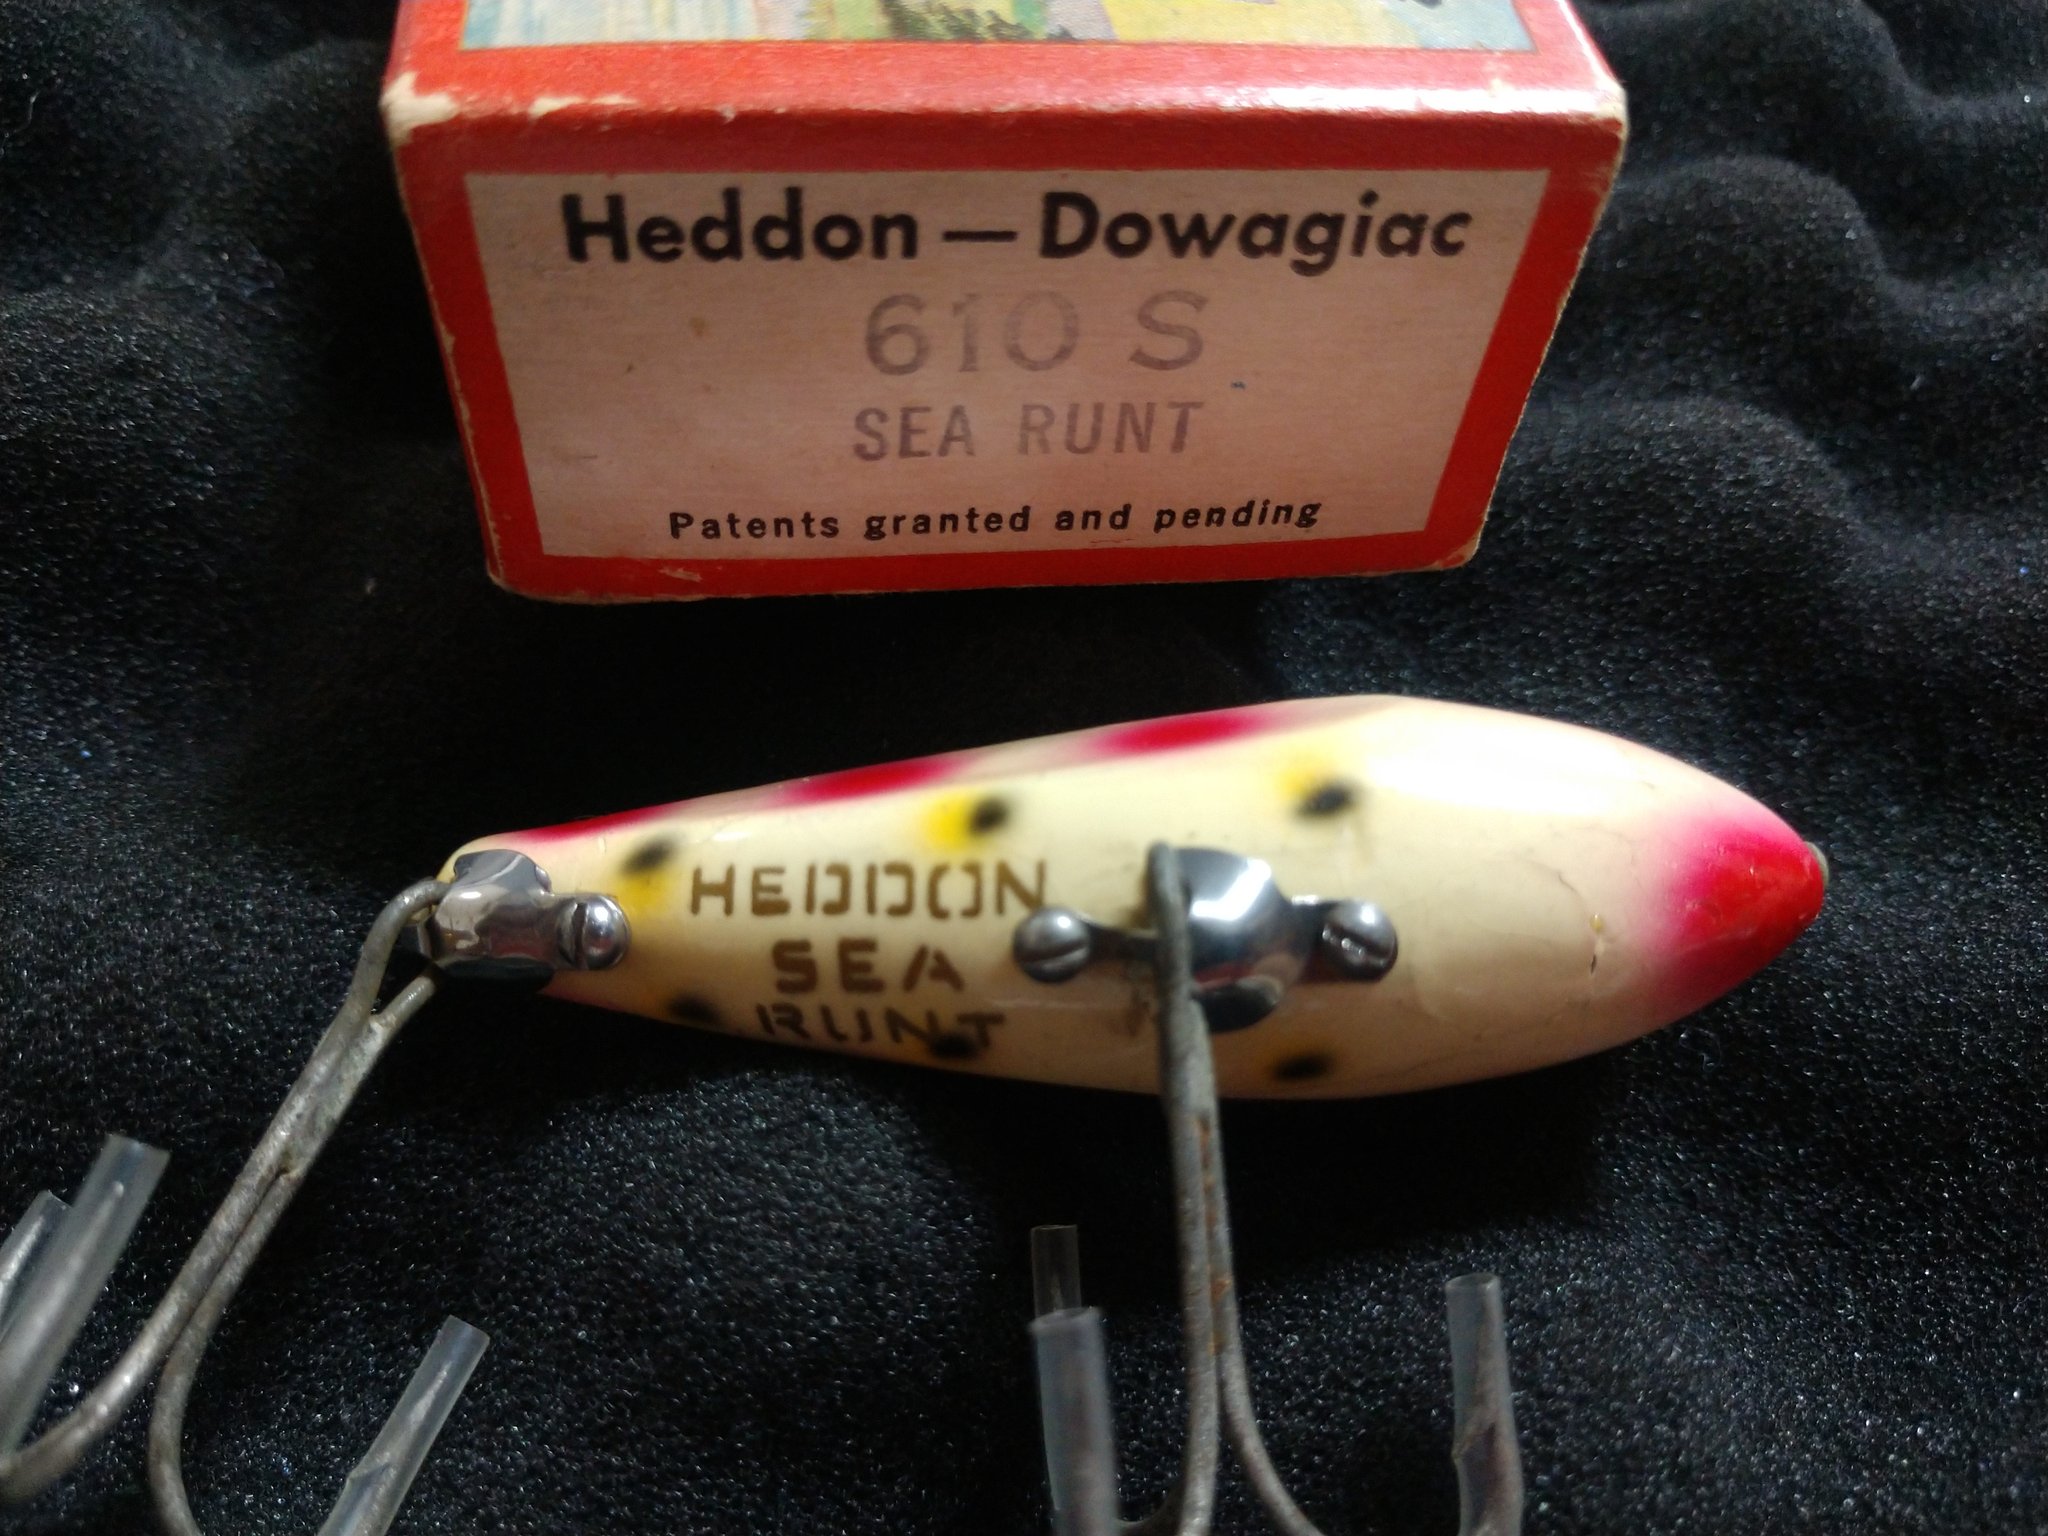 Heddon — Dowagiac
610 S
SEA RUNT
Patents granted and pending
HEDDON
SEA
RUNT